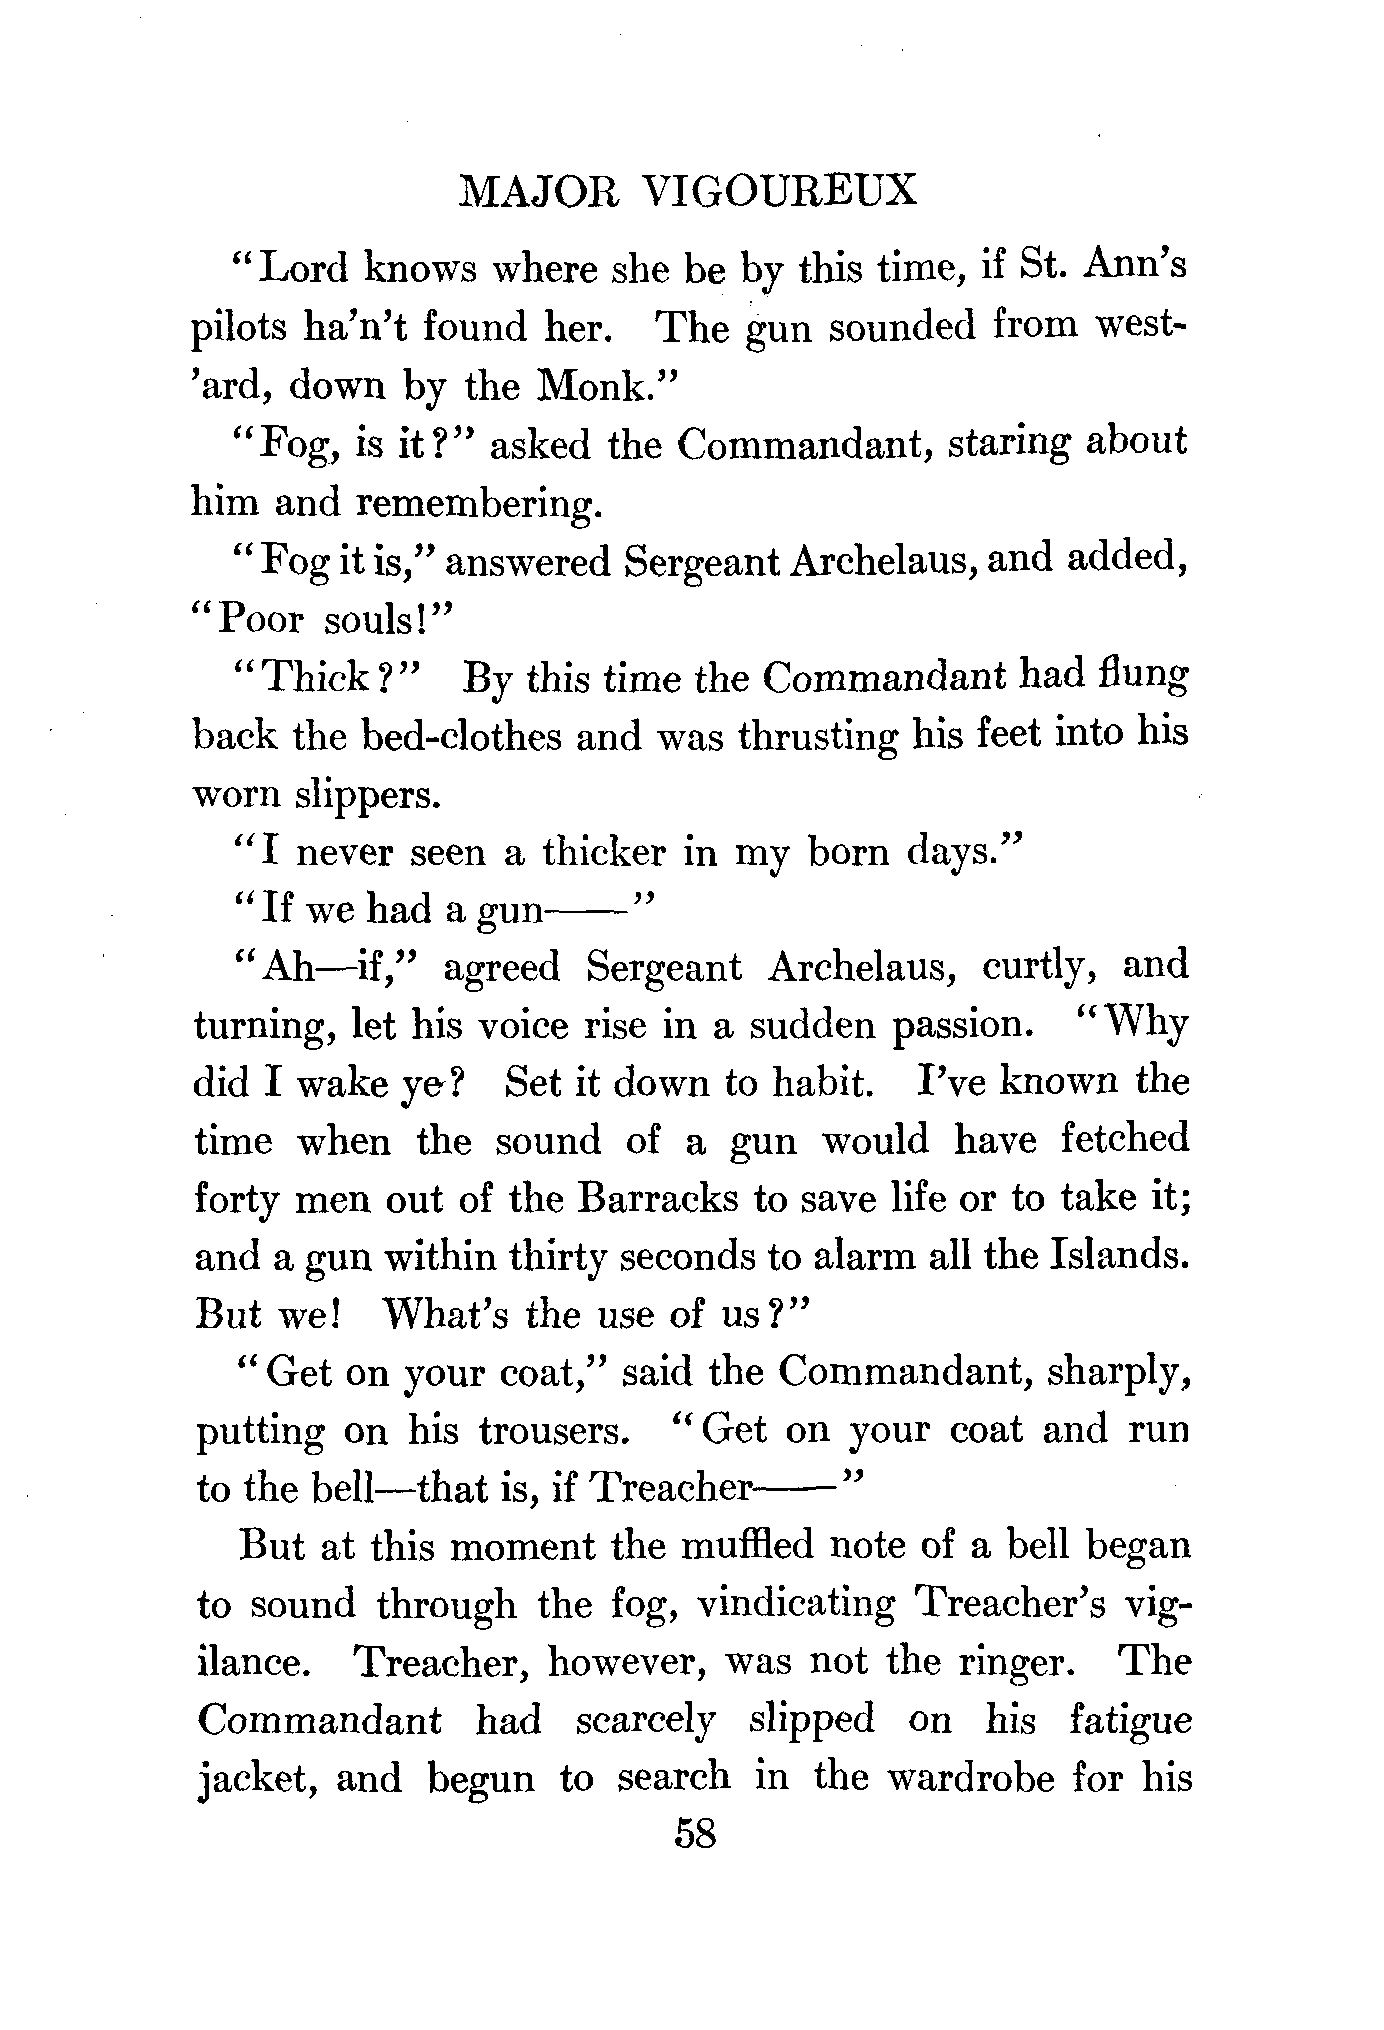 MAJOR VIGOUREUX
"Lord knows where she be by this time, if St. Ann's
pilots ha'n't found her. The gun sounded from west-
'ard, down by the Monk."
"Fog, is it?" asked the Commandant, staring about
him and remembering.
"Fog it is," answered Sergeant Archelaus, and added,
"Poor souls!"
"Thick?" By this time the Commandant had flung
back the bed-clothes and was thrusting his feet into his
worn slippers.
"I never seen a thicker in my born days."
"If we had a gun——"
"Ah—if," agreed Sergeant Archelaus, curtly, and
turning, let his voice rise in a sudden passion. "Why
did I wake ye? Set it down to habit. I've known the
time when the sound of a gun would have fetched
forty men out of the Barracks to save life or to take it;
and a gun within thirty seconds to alarm all the Islands.
But we! What's the use of us?"
"Get on your coat," said the Commandant, sharply,
putting on his trousers. "Get on your coat and run
to the bell—that is, if Treacher——"
But at this moment the muffled note of a bell began
to sound through the fog, vindicating Treacher's vig-
ilance. Treacher, however, was not the ringer. The
Commandant had scarcely slipped on his fatigue
jacket, and begun to search in the wardrobe for his
58